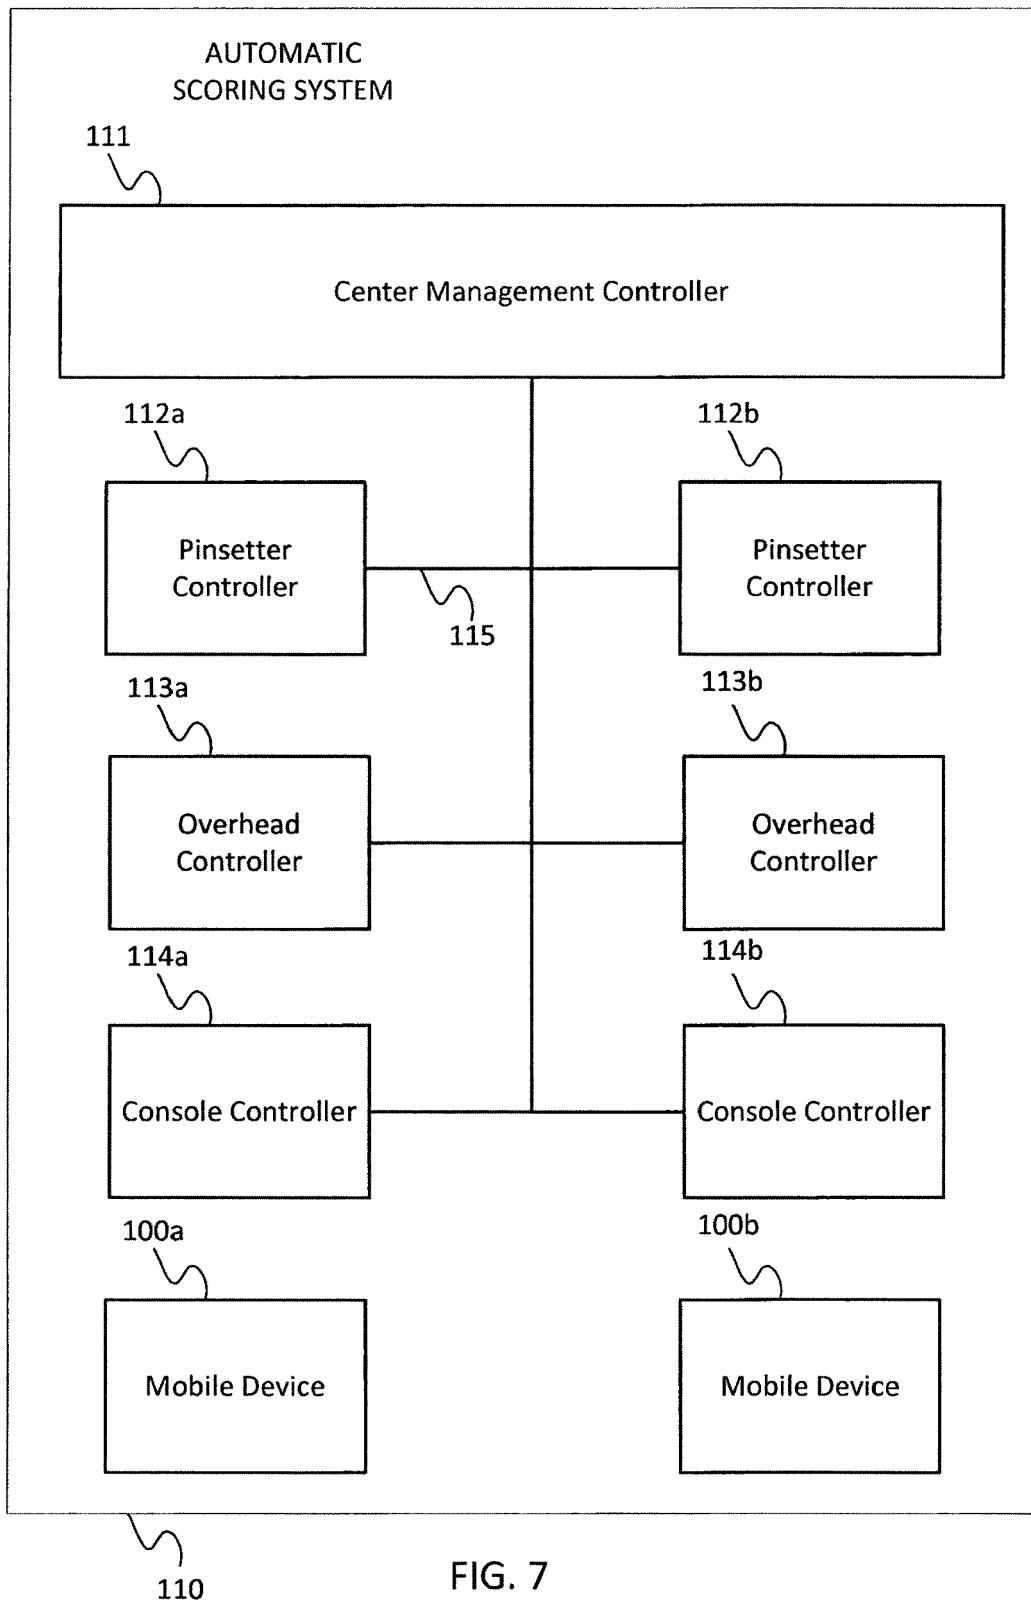 AUTOMATIC
SCORING SYSTEM
111
Center Management Controller
112a
112b
Pinsetter
Controller
Pinsetter
Controller
115
113a
113b
Overhead
Controller
Overhead
Controller
114a
114b
Console Controller
Console Controller
100a
100b
Mobile Device
Mobile Device
110
FIG. 7